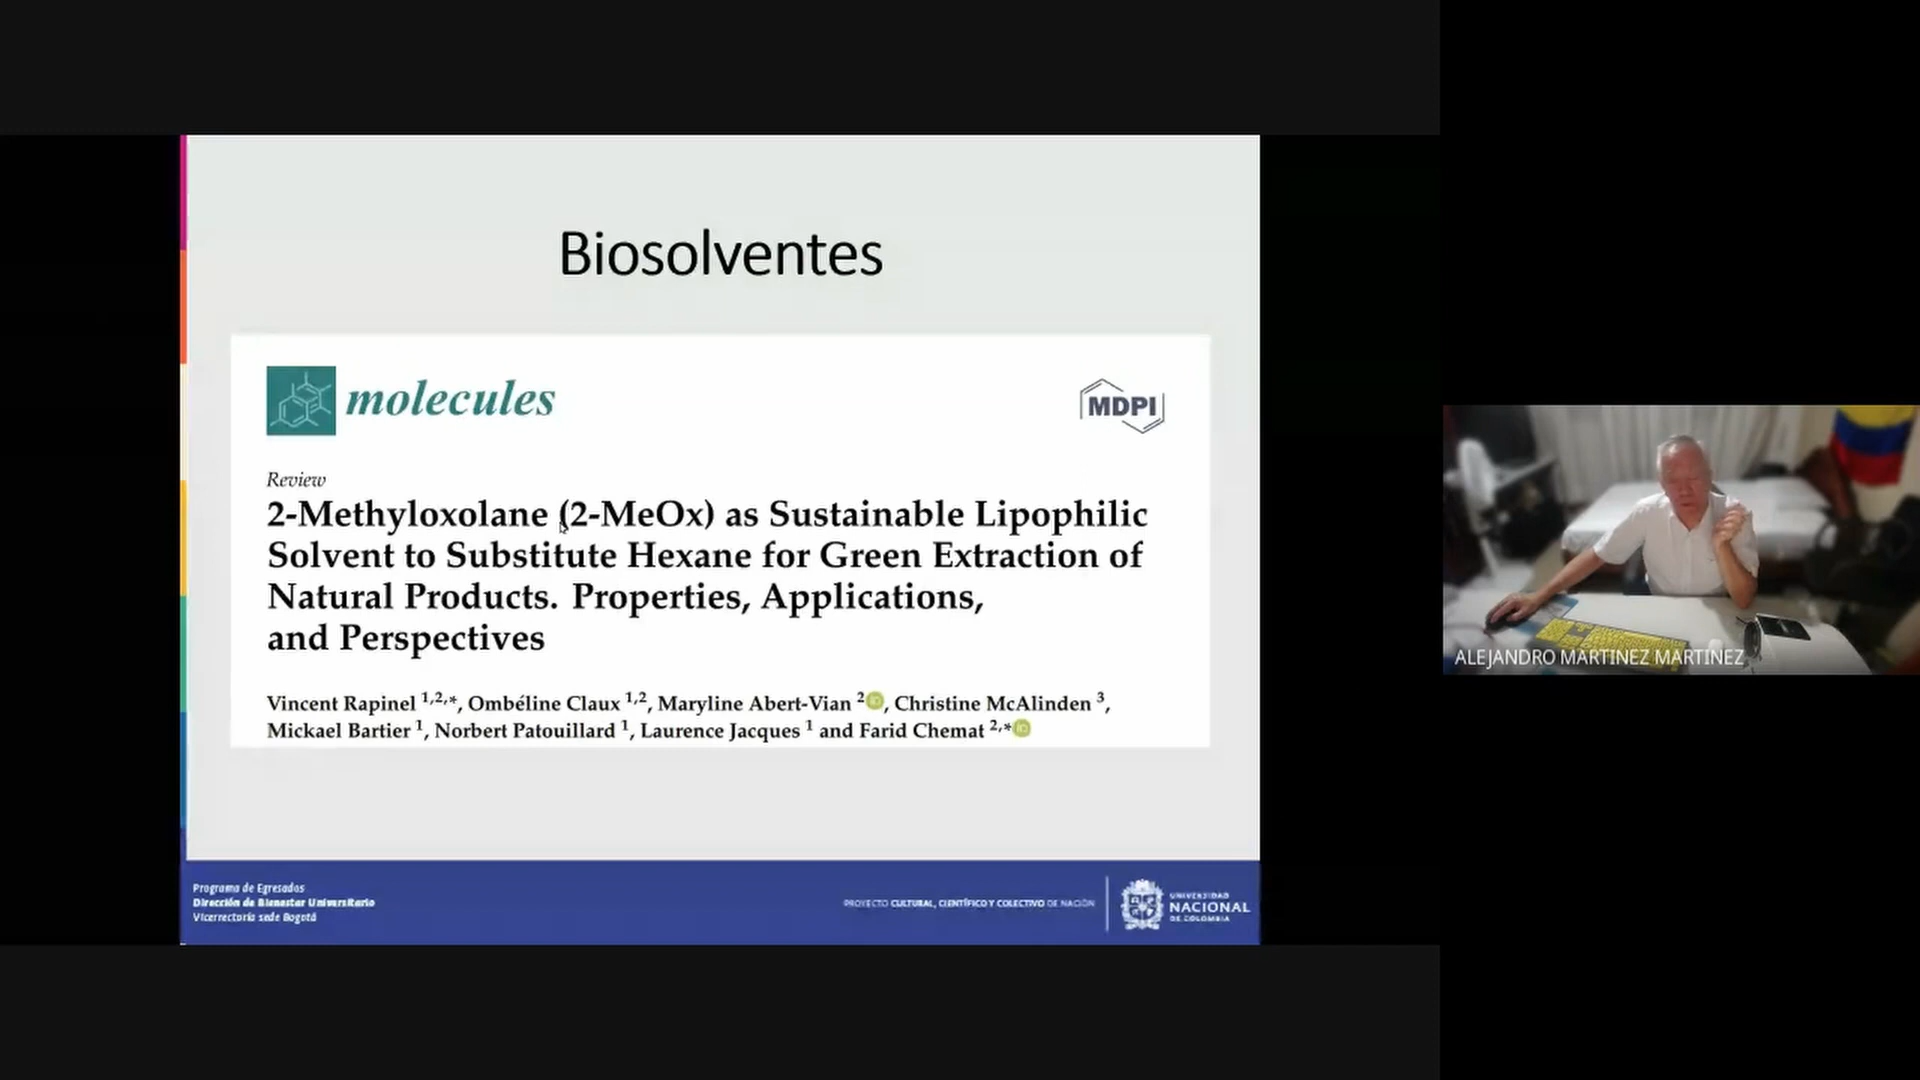 Biosolventes
molecules
MDPI
Review
2-Methyloxolane (2-MeOx) as Sustainable Lipophilic
Solvent to Substitute Hexane for Green Extraction of
Natural Products. Properties, Applications,
and Perspectives
Vincent Rapinel 1,2,*, Ombéline Claux 1,2, Maryline Abert-Vian 2 iD, Christine McAlinden 3,
Mickael Bartier 1, Norbert Patouillard 1, Laurence Jacques 1 and Farid Chemat 2,* iD
Programa de Egresados
Dirección de Bienestar Universitario
Vicerrectoría sede Bogotá
PROYECTO CULTURAL, CIENTÍFICO Y COLECTIVO DE NACIÓN
UNIVERSIDAD
NACIONAL
DE COLOMBIA
ALEJANDRO MARTINEZ MARTINEZ